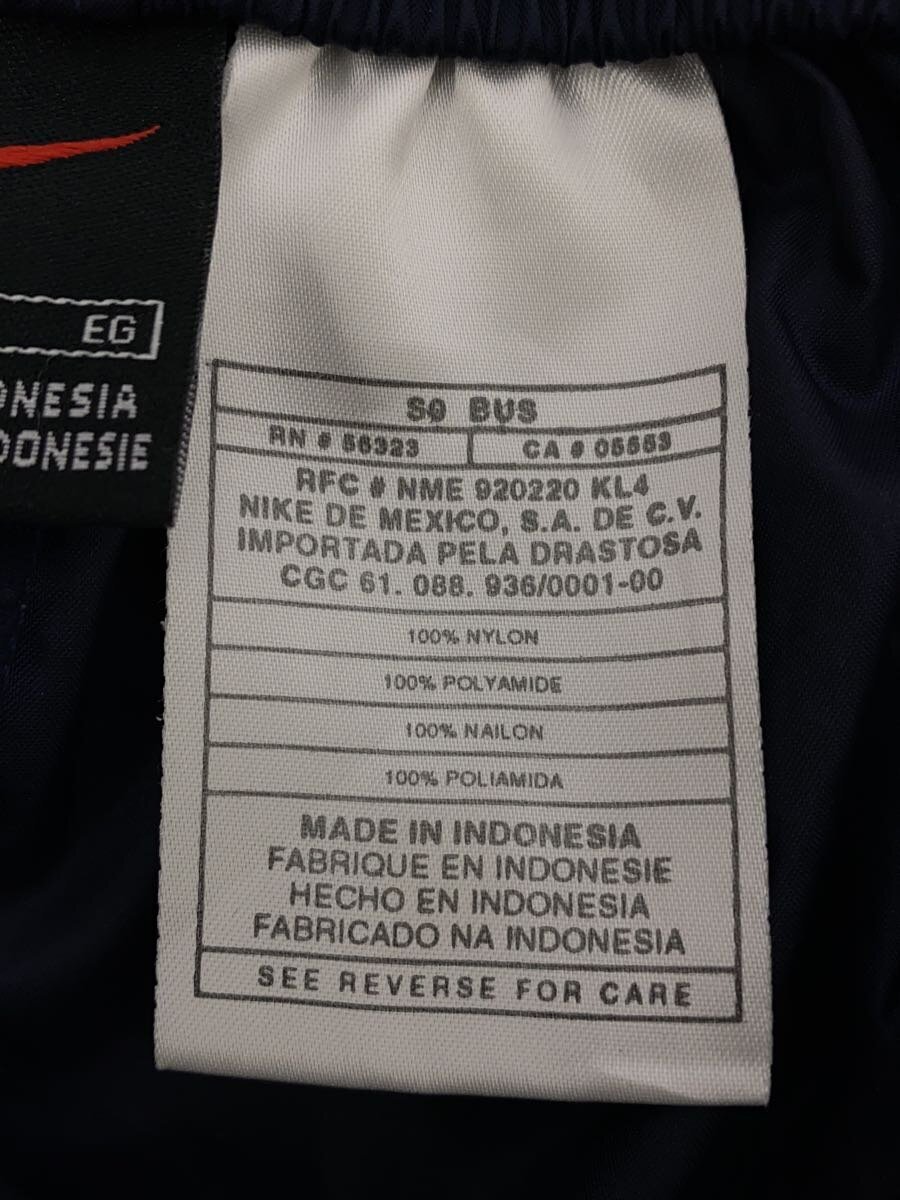 EG
ONESIA
DONESIE
S9 BUS
RN # 56323
CA # 05553
RFC # NME 920220 KL4
NIKE DE MEXICO, S.A. DE C.V.
IMPORTADA PELA DRASTOSA
CGC 61. 088. 936/0001-00
100% NYLON
100% POLYAMIDE
100% NAILON
100% POLIAMIDA
MADE IN INDONESIA
FABRIQUE EN INDONESIE
HECHO EN INDONESIA
FABRICADO NA INDONESIA
SEE REVERSE FOR CARE